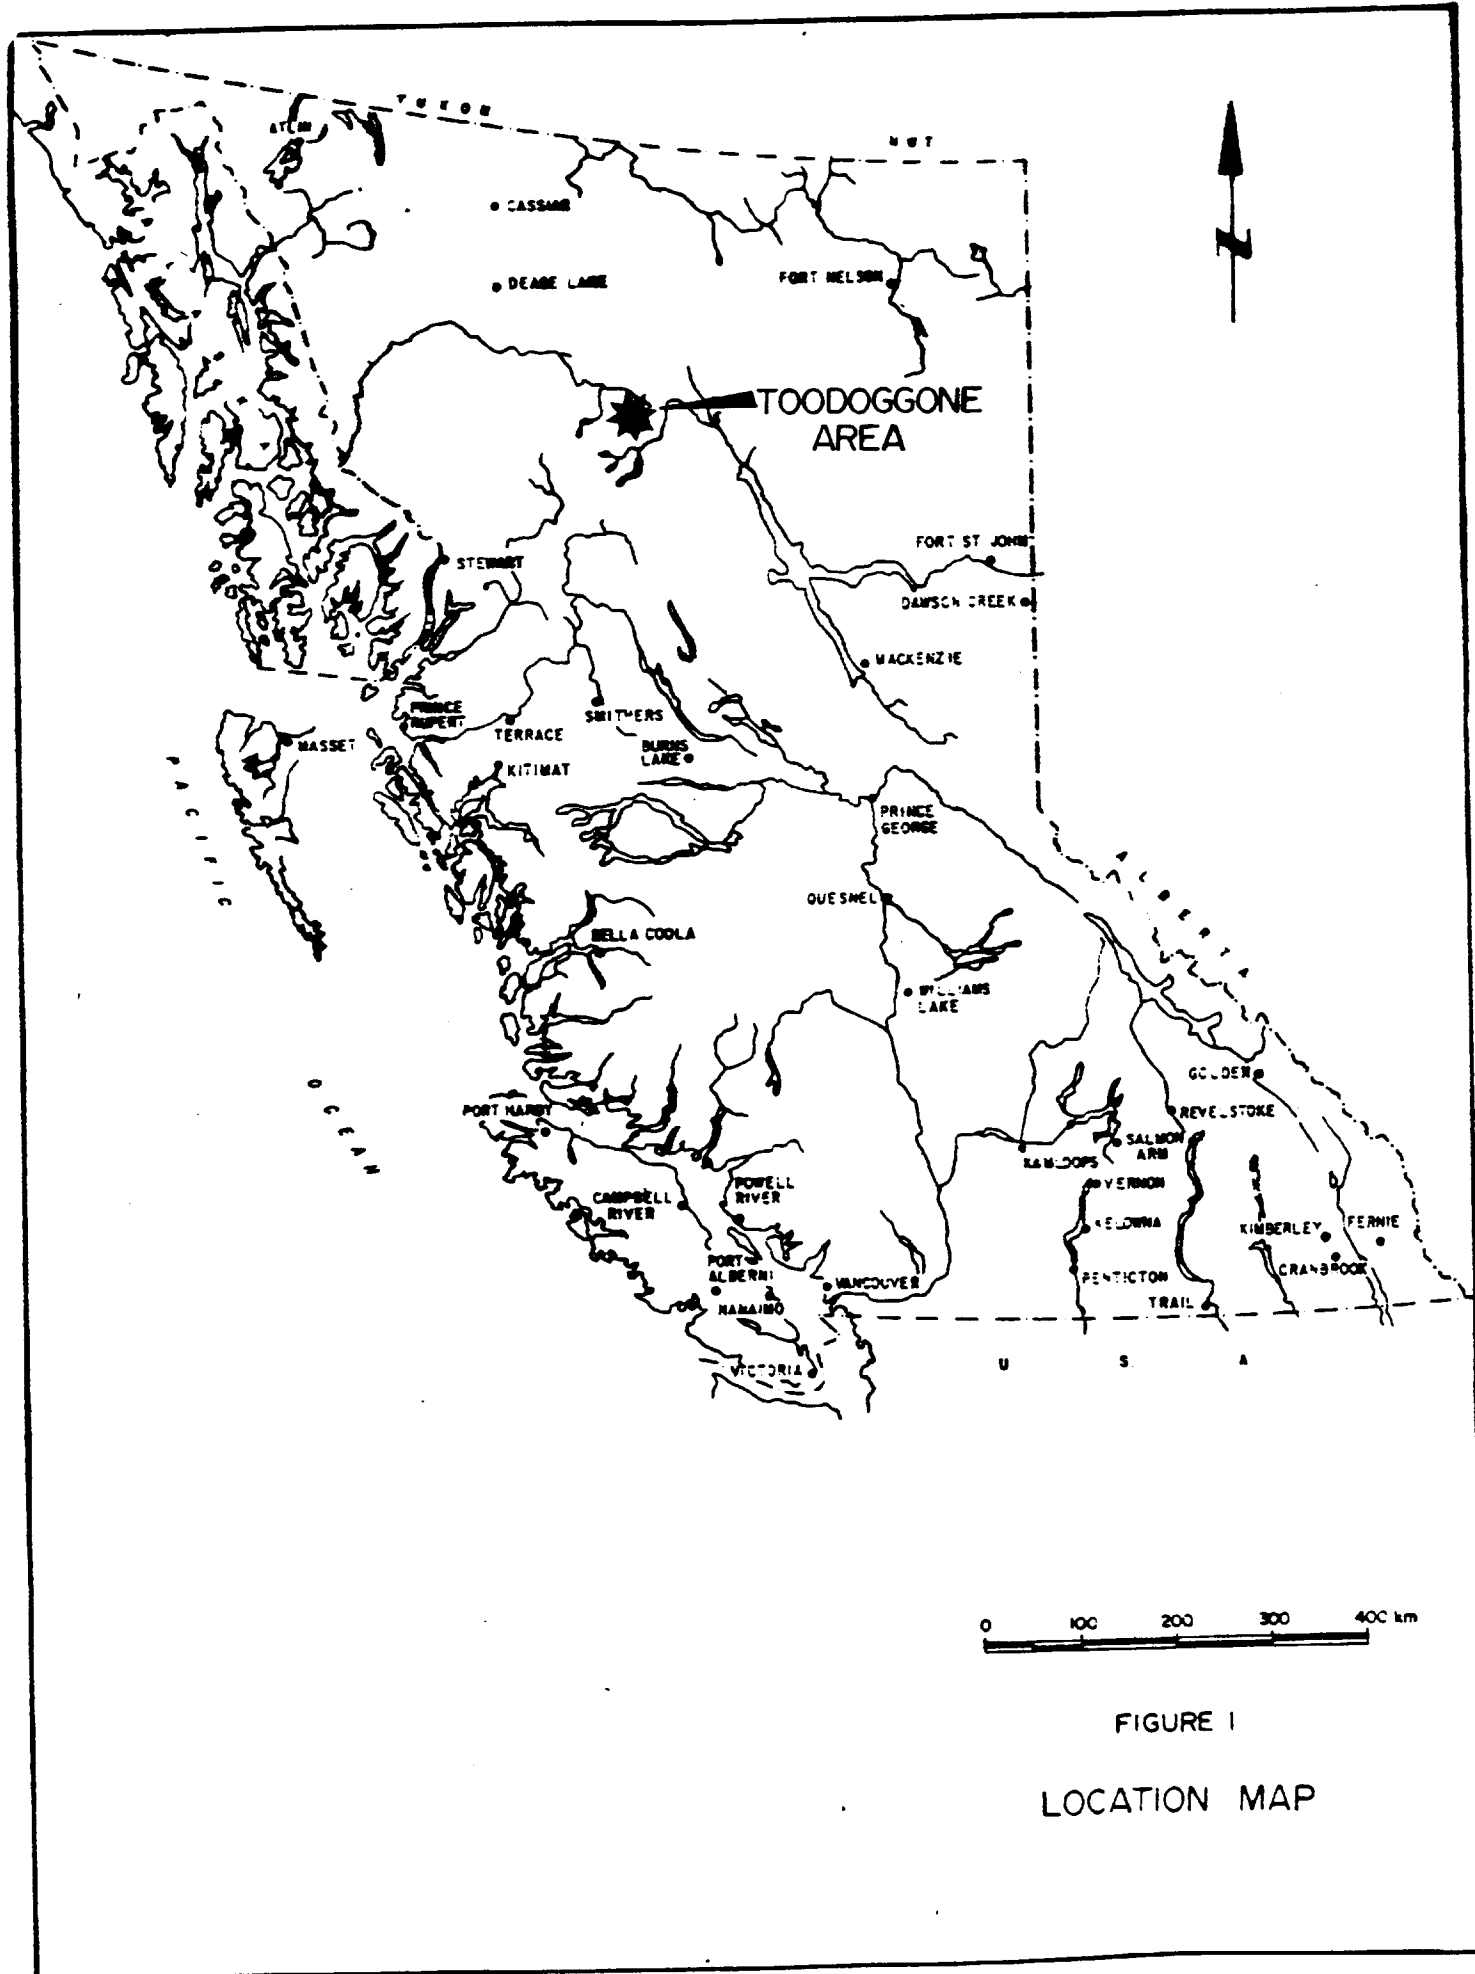 YUKON
NWT
ATLIN
CASSIAR
DEASE LAKE
FORT NELSON
TOODOGGONE
AREA
STEWART
FORT ST JOHN
DAWSON CREEK
MACKENZIE
PRINCE
RUPERT
TERRACE
SMITHERS
MASSET
BURNS
LAKE
KITIMAT
PACIFIC
PRINCE
GEORGE
ALBERTA
QUESNEL
BELLA COOLA
WILLIAMS
LAKE
OCEAN
GOLDEN
PORT HARDY
REVELSTOKE
SALMON
ARM
KAMLOOPS
VERNON
CAMPBELL
RIVER
POWELL
RIVER
KELOWNA
KIMBERLEY
FERNIE
PORT
ALBERNI
CRANBROOK
PENTICTON
VANCOUVER
NANAIMO
TRAIL
VICTORIA
U S A
N
0 100 200 300 400 km
FIGURE 1
LOCATION MAP